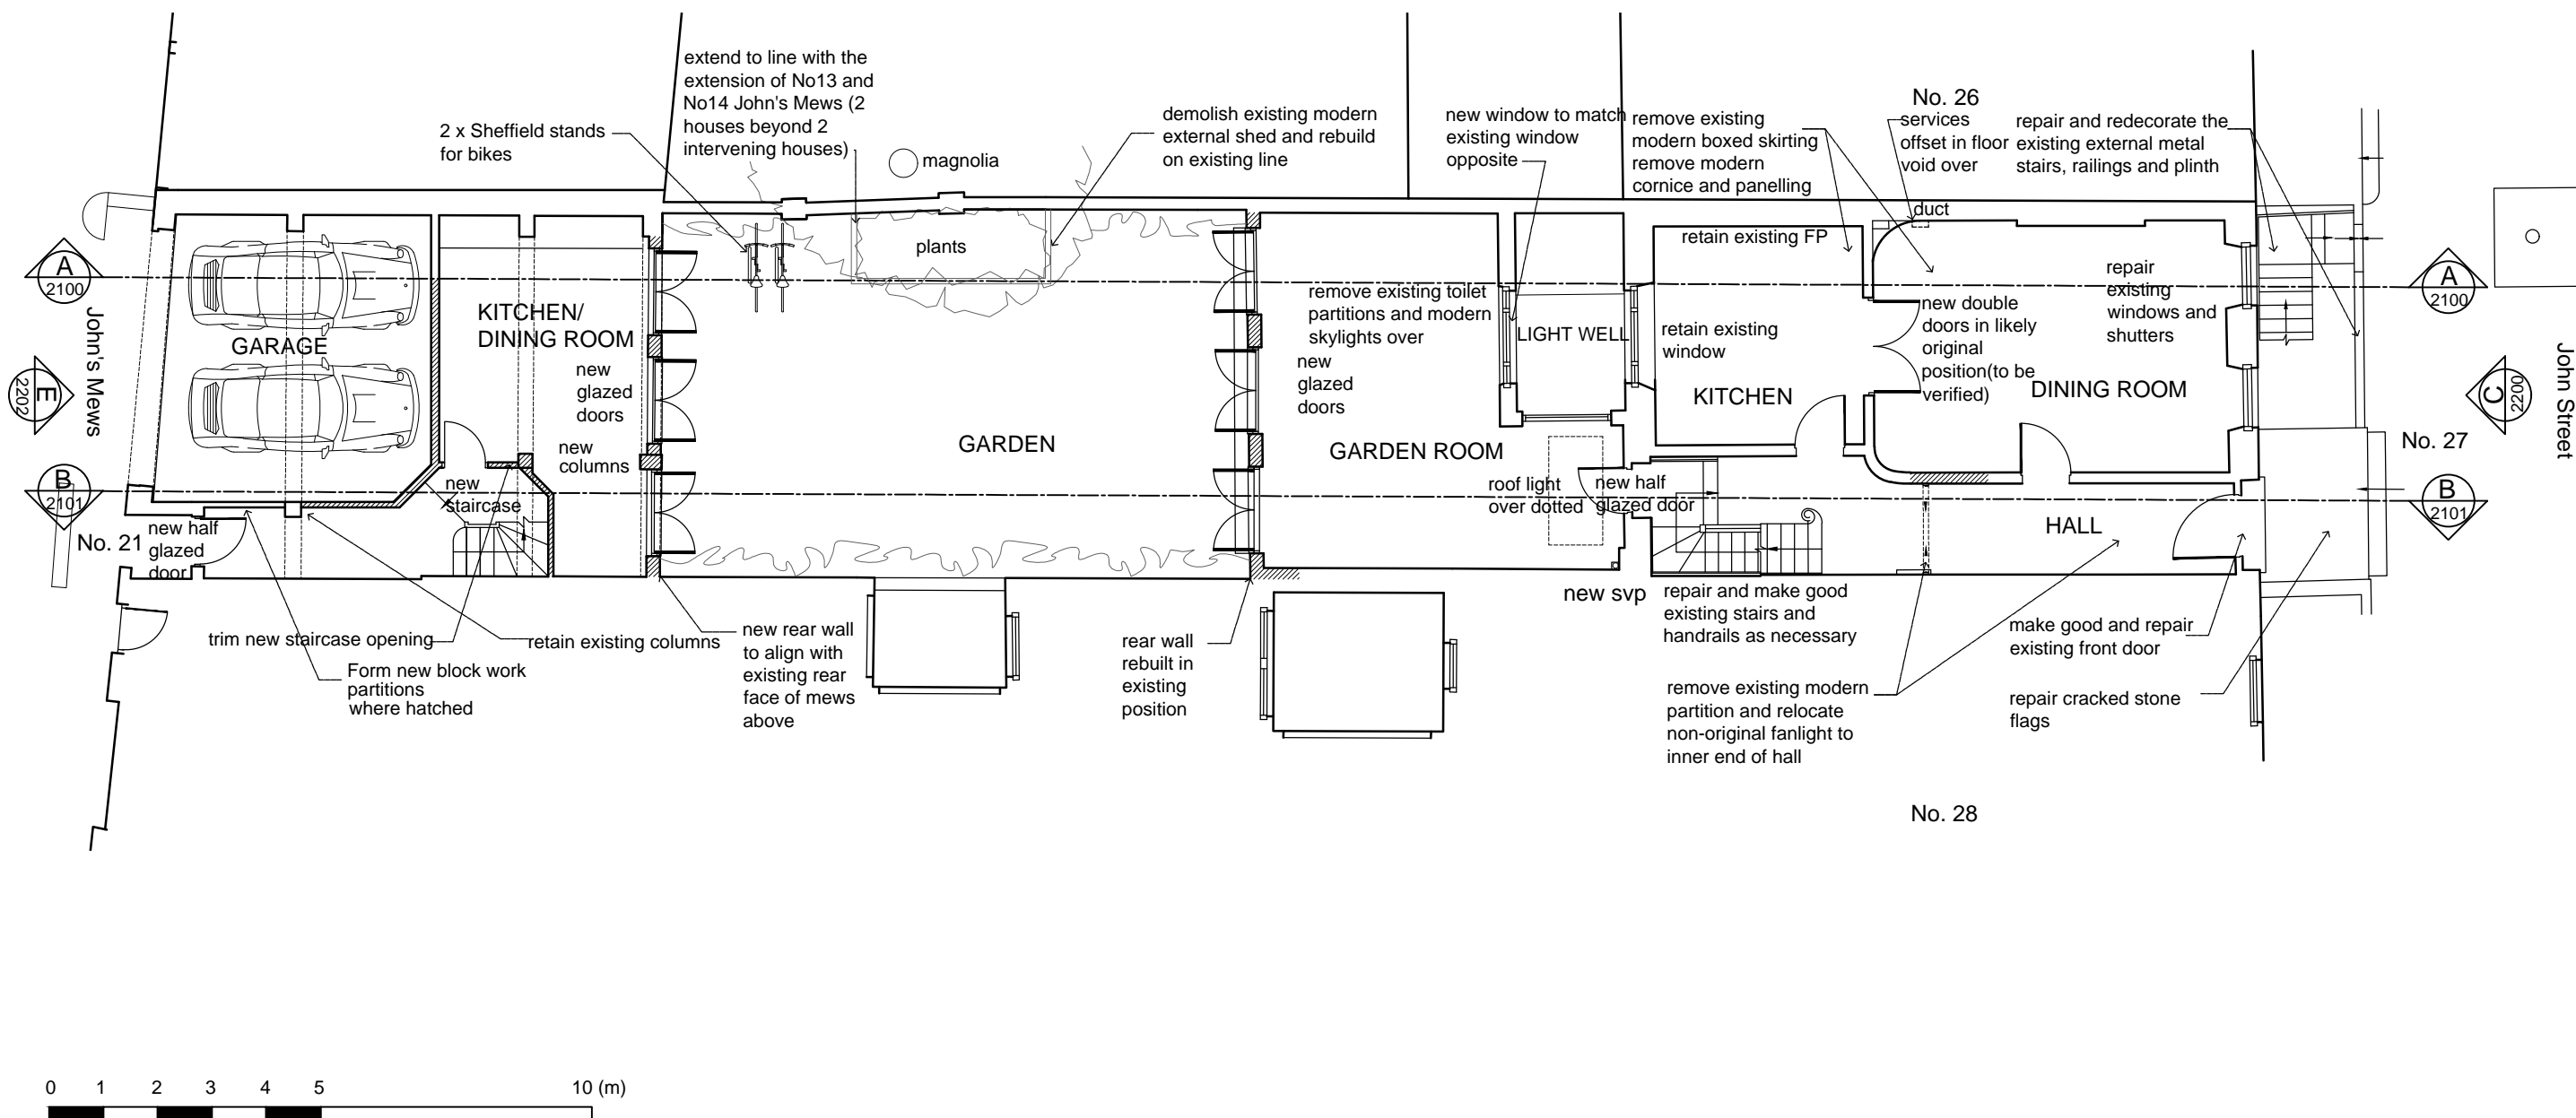 extend to line with the
extension of No13 and
No14 John's Mews (2
houses beyond 2
intervening houses)
2 x Sheffield stands
for bikes
magnolia
demolish existing modern
external shed and rebuild
on existing line
new window to match
existing window
opposite
remove existing
modern boxed skirting
remove modern
cornice and panelling
No. 26
services
offset in floor
void over
duct
repair and redecorate the
existing external metal
stairs, railings and plinth
A
2100
John's Mews
E
2202
B
2101
No. 21
GARAGE
KITCHEN/
DINING ROOM
new
glazed
doors
new
columns
new
staircase
new half
glazed
door
plants
GARDEN
remove existing toilet
partitions and modern
skylights over
new
glazed
doors
GARDEN ROOM
LIGHT WELL
roof light
over dotted
new half
glazed door
retain existing FP
retain existing
window
KITCHEN
new double
doors in likely
original
position(to be
verified)
repair
existing
windows and
shutters
DINING ROOM
HALL
A
2100
C
2200
John Street
No. 27
B
2101
trim new staircase opening
retain existing columns
Form new block work
partitions
where hatched
new rear wall
to align with
existing rear
face of mews
above
rear wall
rebuilt in
existing
position
new svp
repair and make good
existing stairs and
handrails as necessary
remove existing modern
partition and relocate
non-original fanlight to
inner end of hall
make good and repair
existing front door
repair cracked stone
flags
No. 28
0 1 2 3 4 5 10 (m)